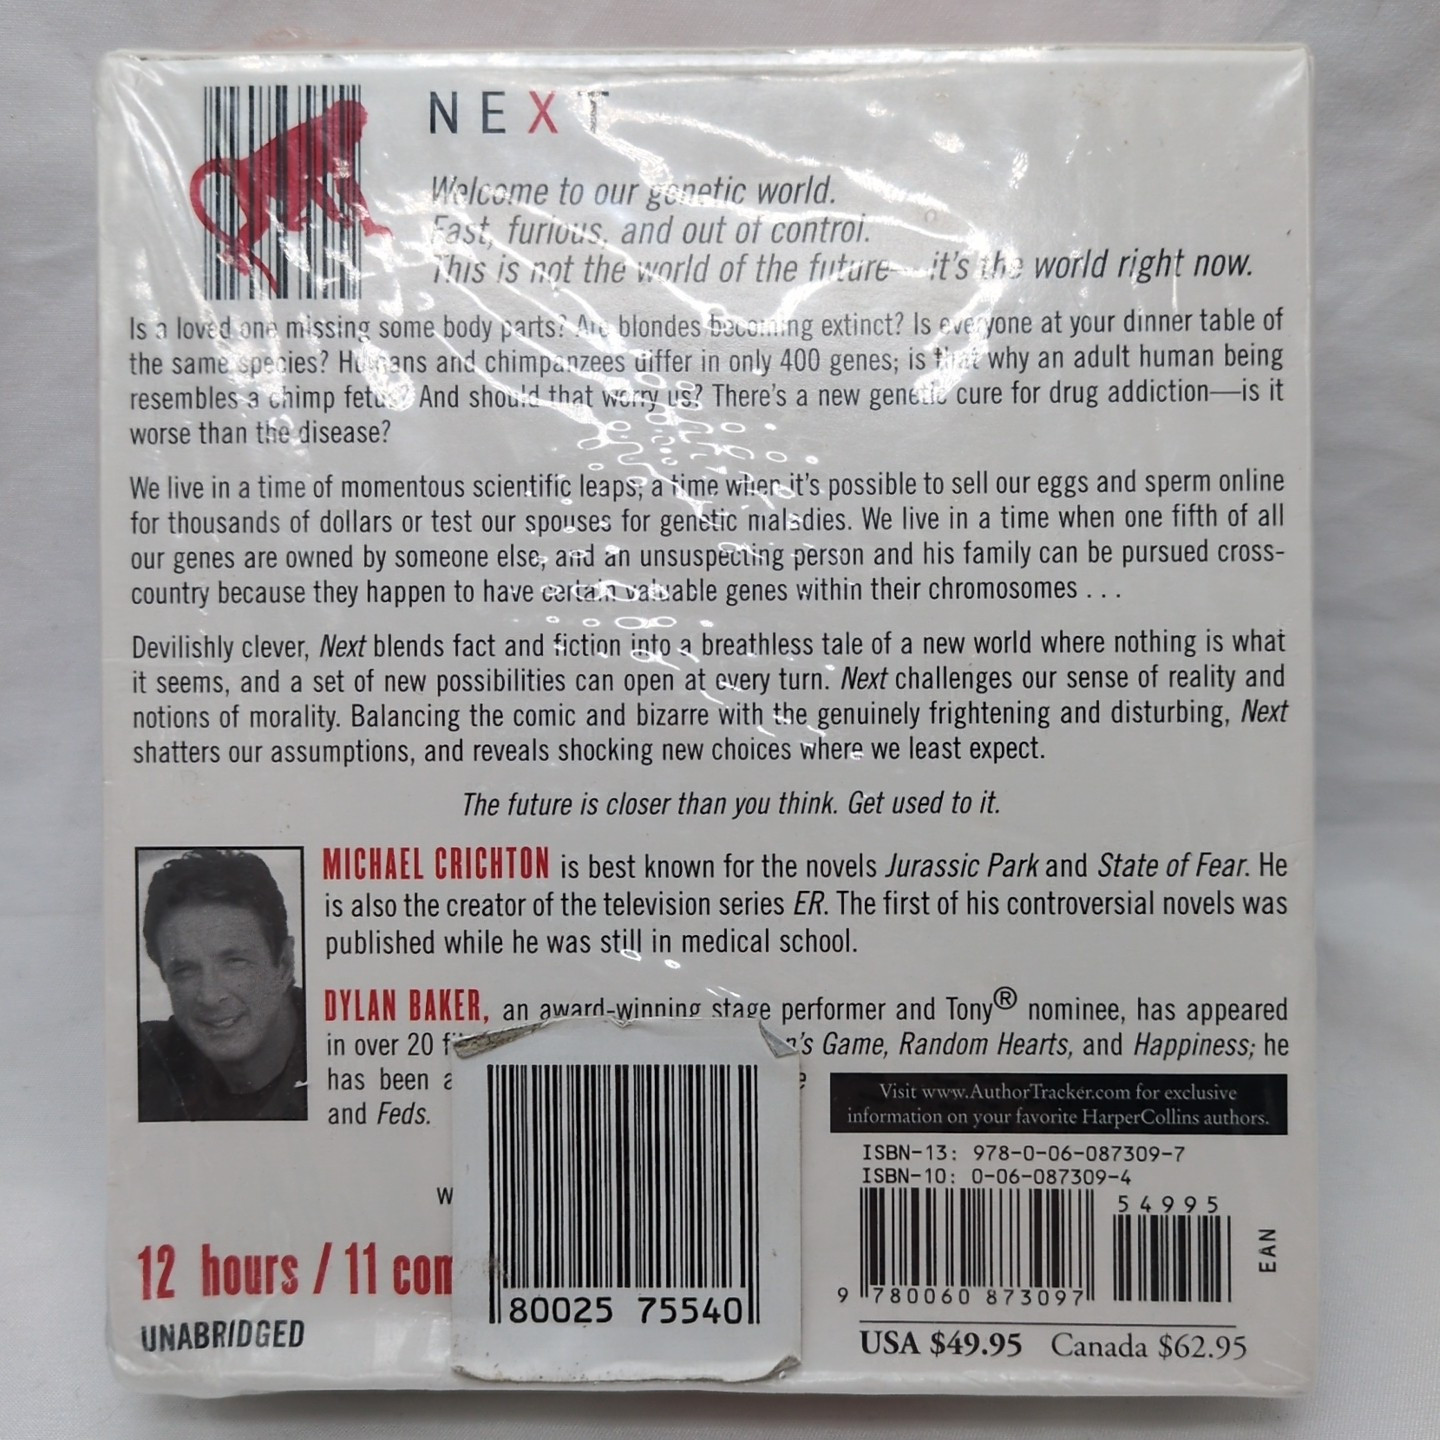 NEXT
Welcome to our genetic world.
Fast, furious, and out of control.
This is not the world of the future—it's the world right now.
Is a loved one missing some body parts? Are blondes becoming extinct? Is everyone at your dinner table of
the same species? Humans and chimpanzees differ in only 400 genes; is that why an adult human being
resembles a chimp fetus? And should that worry us? There's a new genetic cure for drug addiction—is it
worse than the disease?
We live in a time of momentous scientific leaps; a time when it's possible to sell our eggs and sperm online
for thousands of dollars or test our spouses for genetic maladies. We live in a time when one fifth of all
our genes are owned by someone else, and an unsuspecting person and his family can be pursued cross-
country because they happen to have certain valuable genes within their chromosomes . . .
Devilishly clever, Next blends fact and fiction into a breathless tale of a new world where nothing is what
it seems, and a set of new possibilities can open at every turn. Next challenges our sense of reality and
notions of morality. Balancing the comic and bizarre with the genuinely frightening and disturbing, Next
shatters our assumptions, and reveals shocking new choices where we least expect.
The future is closer than you think. Get used to it.
MICHAEL CRICHTON is best known for the novels Jurassic Park and State of Fear. He
is also the creator of the television series ER. The first of his controversial novels was
published while he was still in medical school.
DYLAN BAKER, an award-winning stage performer and Tony® nominee, has appeared
in over 20 Game, Random Hearts, and Happiness; he
has been
and Feds.
Visit www.AuthorTracker.com for exclusive
information on your favorite HarperCollins authors.
ISBN-13: 978-0-06-087309-7
ISBN-10: 0-06-087309-4
54995
EAN
9 780060 873097
USA $49.95 Canada $62.95
12 hours / 11
UNABRIDGED
80025 75540